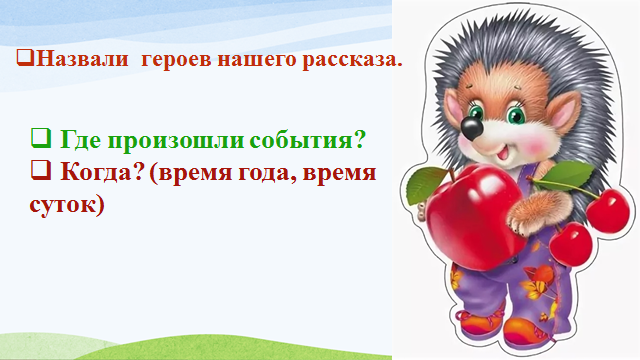 ❑Назвали  героев нашего рассказа.
❑ Где произошли события?
❑ Когда? (время года, время
суток)